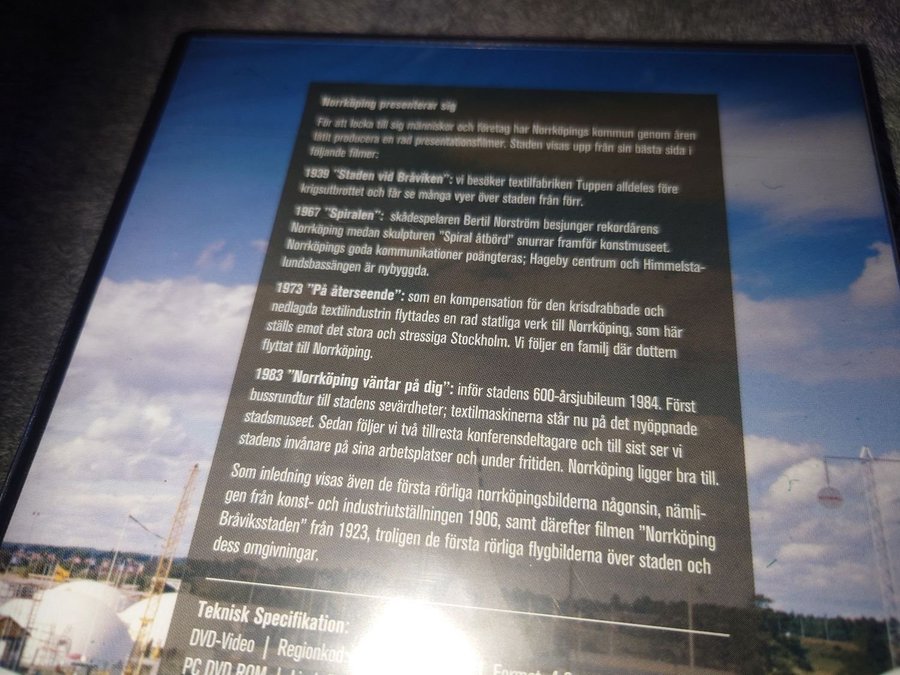 Norrköping presenterar sig
För att locka till sig människor och företag har Norrköpings kommun genom åren
låtit producera en rad presentationsfilmer. Staden visas upp från sin bästa sida i
följande filmer:
1939 "Staden vid Bråviken": vi besöker textilfabriken Tuppen alldeles före
krigsutbrottet och får se många vyer över staden från förr.
1967 "Spiralen": skådespelaren Bertil Norström besjunger rekordårens
Norrköping medan skulpturen "Spiral åtbörd" snurrar framför konstmuseet.
Norrköpings goda kommunikationer poängteras; Hageby centrum och Himmelsta-
lundsbassängen är nybyggda.
1973 "På återseende": som en kompensation för den krisdrabbade och
nedlagda textilindustrin flyttades en rad statliga verk till Norrköping, som här
ställs emot det stora och stressiga Stockholm. Vi följer en familj där dottern
flyttat till Norrköping.
1983 "Norrköping väntar på dig": inför stadens 600-årsjubileum 1984. Först
bussrundtur till stadens sevärdheter; textilmaskinerna står nu på det nyöppnade
stadsmuseet. Sedan följer vi två tillresta konferensdeltagare och till sist ser vi
stadens invånare på sina arbetsplatser och under fritiden. Norrköping ligger bra till.
Som inledning visas även de första rörliga norrköpingsbilderna någonsin, nämli-
gen från konst- och industriutställningen 1906, samt därefter filmen "Norrköping
Bråviksstaden" från 1923, troligen de första rörliga flygbilderna över staden och
dess omgivningar.
Teknisk Specifikation:
DVD-Video | Regionkod
PC DVD ROM